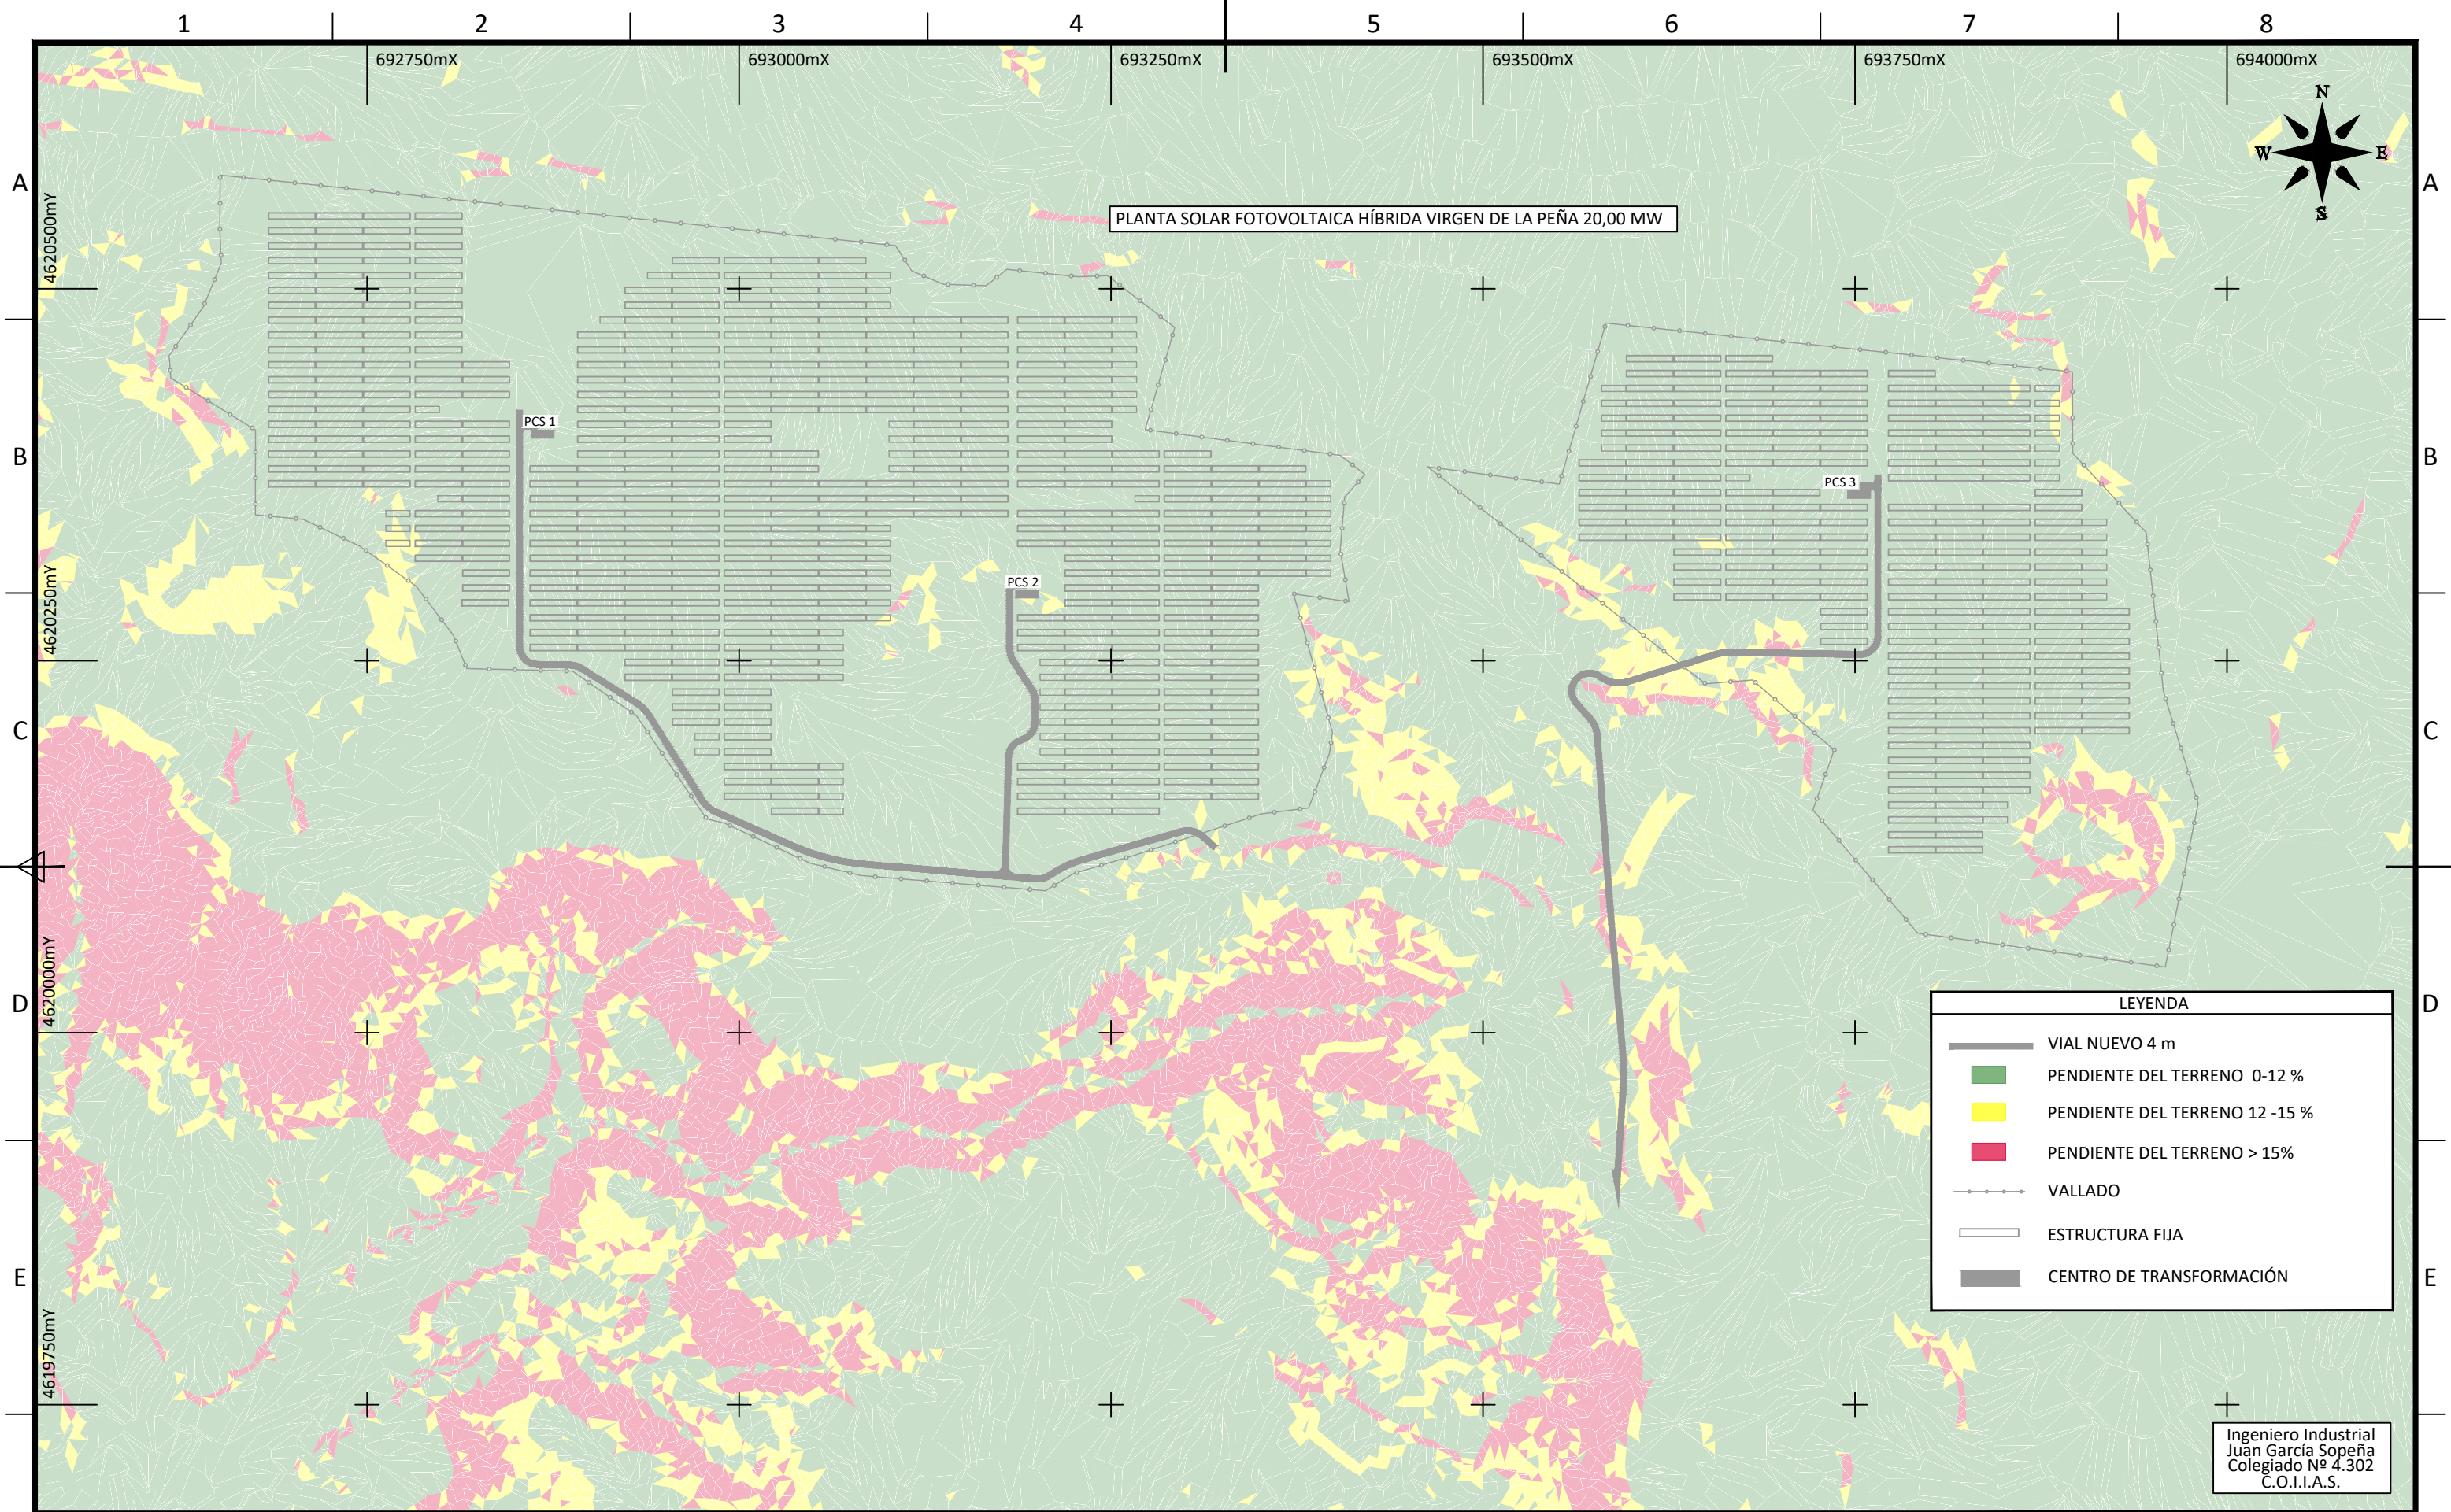 1 2 3 4 5 6 7 8
692750mX 693000mX 693250mX 693500mX 693750mX 694000mX
N
W E
S
A A
PLANTA SOLAR FOTOVOLTAICA HÍBRIDA VIRGEN DE LA PEÑA 20,00 MW
4620500mY
PCS 1
B B
PCS 3
PCS 2
4620250mY
C C
4620000mY
D D
LEYENDA
VIAL NUEVO 4 m
PENDIENTE DEL TERRENO 0-12 %
PENDIENTE DEL TERRENO 12 -15 %
PENDIENTE DEL TERRENO > 15%
VALLADO
ESTRUCTURA FIJA
CENTRO DE TRANSFORMACIÓN
E E
4619750mY
Ingeniero Industrial
Juan García Sopeña
Colegiado Nº 4.302
C.O.I.I.A.S.